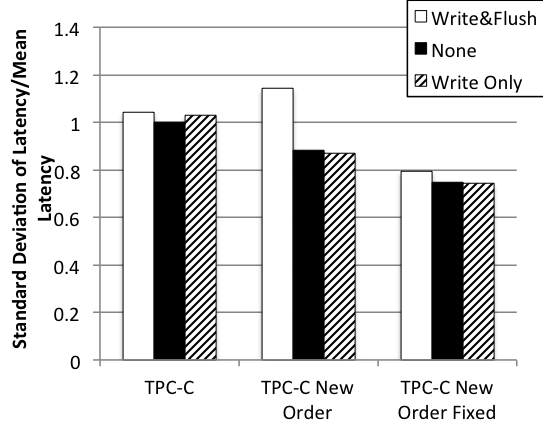 Standard Deviation of Latency/Mean
Latency
1.4
1.2
1
0.8
0.6
0.4
0.2
0
Write&Flush
None
Write Only
TPC-C
TPC-C New
Order
TPC-C New
Order Fixed